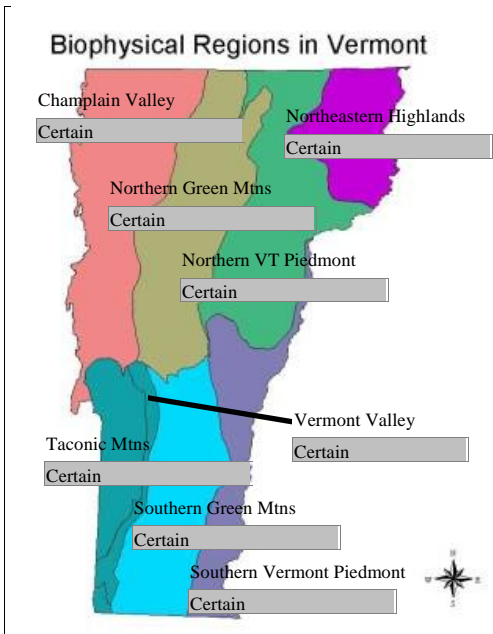 Biophysical Regions in Vermont
Champlain Valley
Certain
Northeastern Highlands
Certain
Northern Green Mtns
Certain
Northern VT Piedmont
Certain
Vermont Valley
Certain
Taconic Mtns
Certain
Southern Green Mtns
Certain
Southern Vermont Piedmont
Certain
N
W E
S